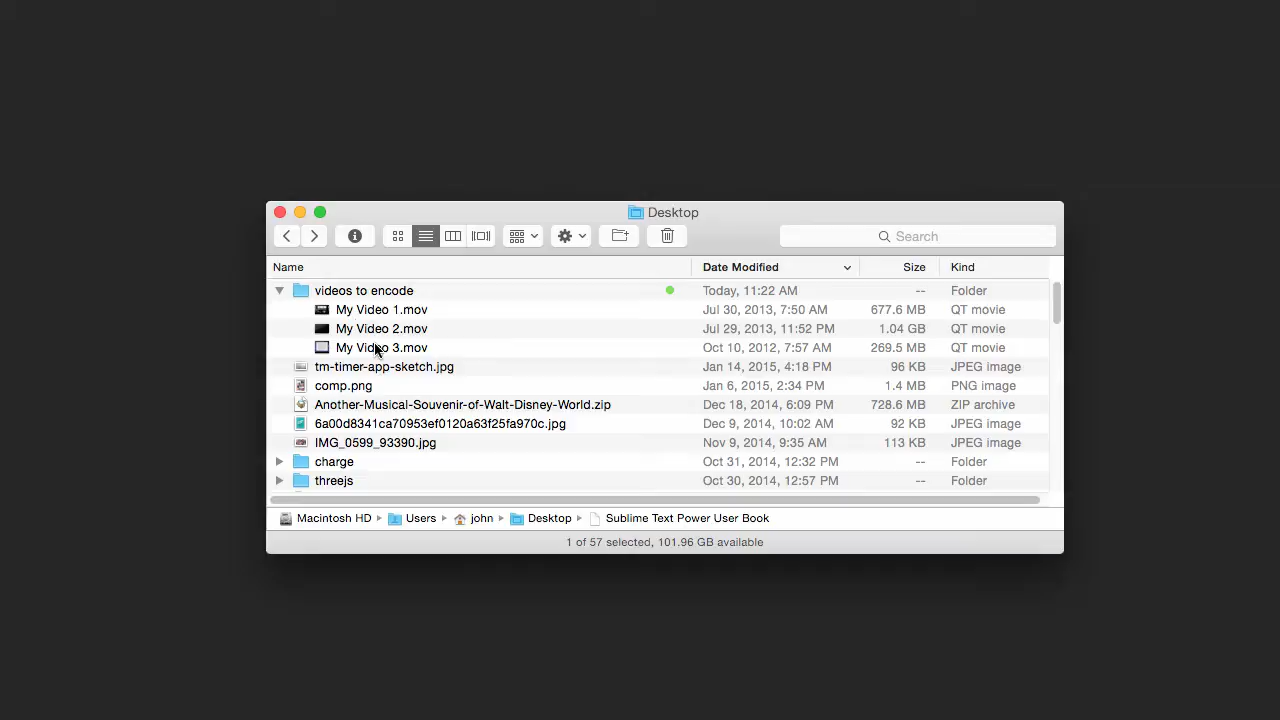 Desktop
Search
Name Date Modified Size Kind
videos to encode Today, 11:22 AM -- Folder
My Video 1.mov Jul 30, 2013, 7:50 AM 677.6 MB QT movie
My Video 2.mov Jul 29, 2013, 11:52 PM 1.04 GB QT movie
My Video 3.mov Oct 10, 2012, 7:57 AM 269.5 MB QT movie
tm-timer-app-sketch.jpg Jan 14, 2015, 4:18 PM 96 KB JPEG image
comp.png Jan 6, 2015, 2:34 PM 1.4 MB PNG image
Another-Musical-Souvenir-of-Walt-Disney-World.zip Dec 18, 2014, 6:09 PM 728.6 MB ZIP archive
6a00d8341ca70953ef0120a63f25fa970c.jpg Dec 9, 2014, 10:02 AM 92 KB JPEG image
IMG_0599_93390.jpg Nov 9, 2014, 9:35 AM 113 KB JPEG image
charge Oct 31, 2014, 12:32 PM -- Folder
threejs Oct 30, 2014, 12:57 PM -- Folder
Macintosh HD Users john Desktop Sublime Text Power User Book
1 of 57 selected, 101.96 GB available